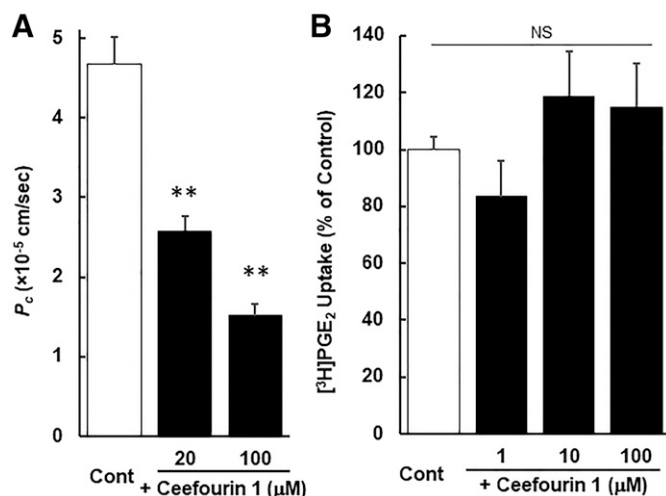 A
P_c (×10⁻⁵ cm/sec)
5
4
3
2
1
0
**
**
Cont
20 100
+ Ceefourin 1 (μM)
B
[³H]PGE₂ Uptake (% of Control)
140
120
100
80
60
40
20
0
NS
Cont
1 10 100
+ Ceefourin 1 (μM)